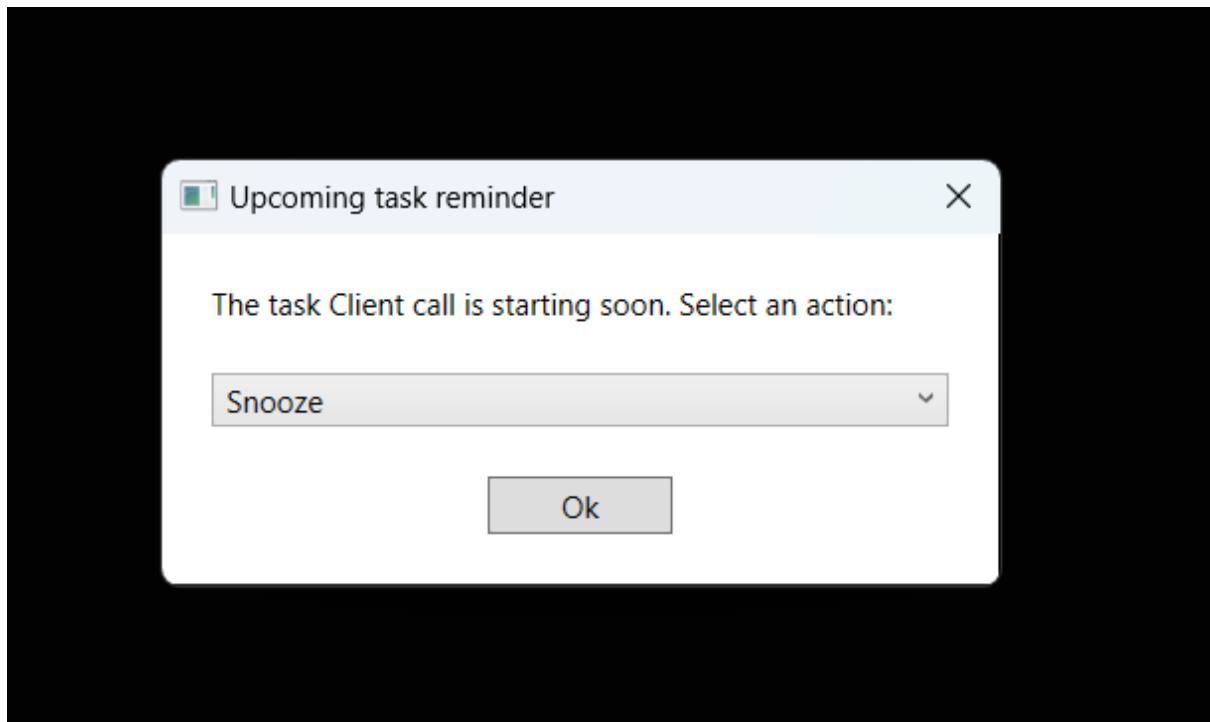 Upcoming task reminder
The task Client call is starting soon. Select an action:
Snooze
Ok